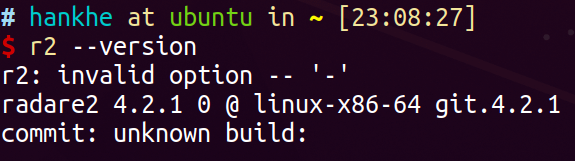 # hankhe at ubuntu in ~ [23:08:27]
$ r2 --version
r2: invalid option -- '-'
radare2 4.2.1 0 @ linux-x86-64 git.4.2.1
commit: unknown build: